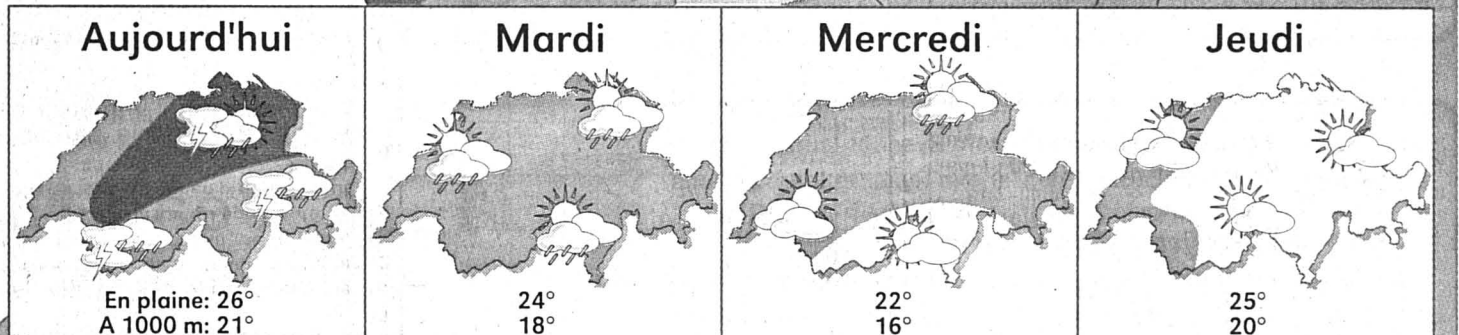 Aujourd'hui
En plaine: 26°
A 1000 m: 21°
Mardi
24°
18°
Mercredi
22°
16°
Jeudi
25°
20°